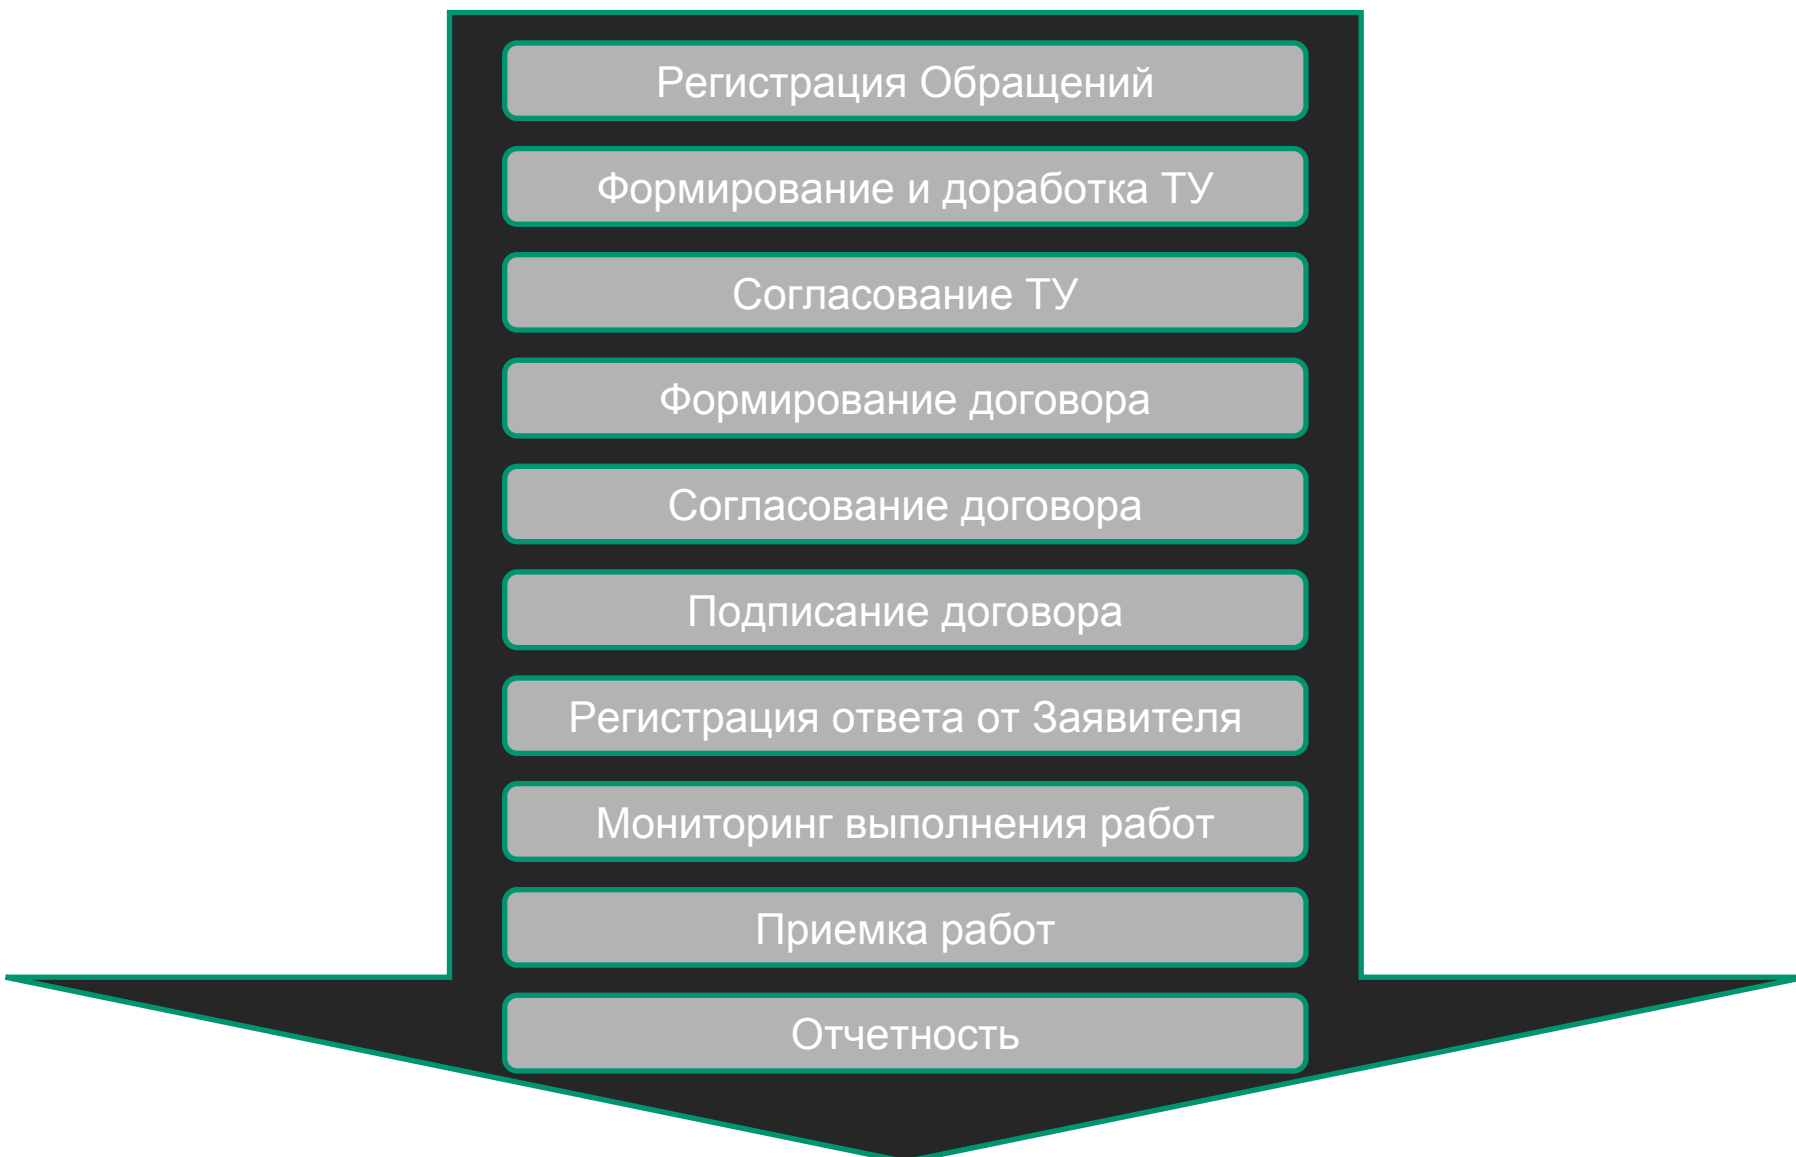 Регистрация Обращений
Формирование и доработка ТУ
Согласование ТУ
Формирование договора
Согласование договора
Подписание договора
Регистрация ответа от Заявителя
Мониторинг выполнения работ
Приемка работ
Отчетность